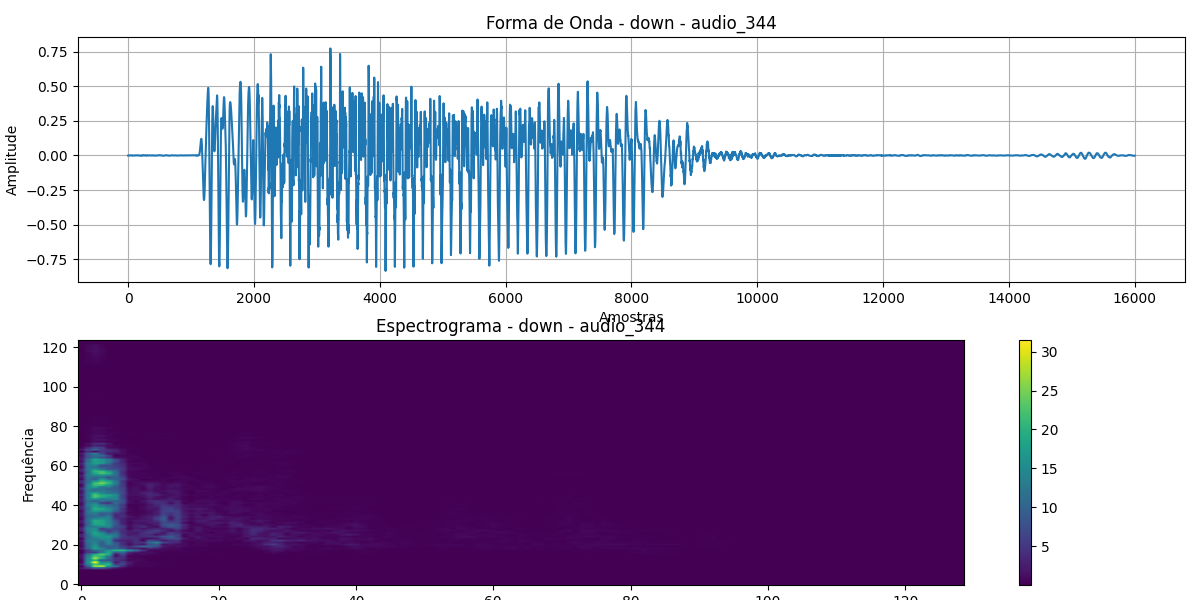 Forma de Onda - down - audio_344
Amplitude
0.75
0.50
0.25
0.00
−0.25
−0.50
−0.75
0 2000 4000 6000 8000 10000 12000 14000 16000
Amostras
Espectrograma - down - audio_344
Frequência
120
100
80
60
40
20
0
0 20 40 60 80 100 120
30
25
20
15
10
5